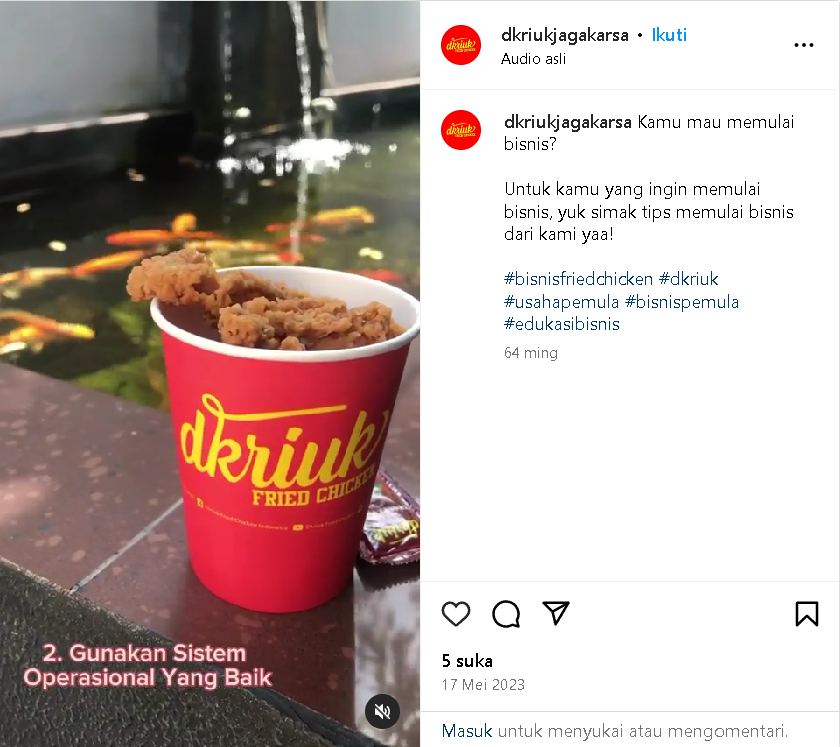 dkriuk
FRIED CHICKEN
2. Gunakan Sistem
Operasional Yang Baik
dkriuk
dkriukjagakarsa • Ikuti
Audio asli
dkriuk
dkriukjagakarsa Kamu mau memulai
bisnis?
Untuk kamu yang ingin memulai
bisnis, yuk simak tips memulai bisnis
dari kami yaa!
#bisnisfriedchicken #dkriuk
#usahapemula #bisnispemula
#edukasibisnis
64 ming
5 suka
17 Mei 2023
Masuk untuk menyukai atau mengomentari.